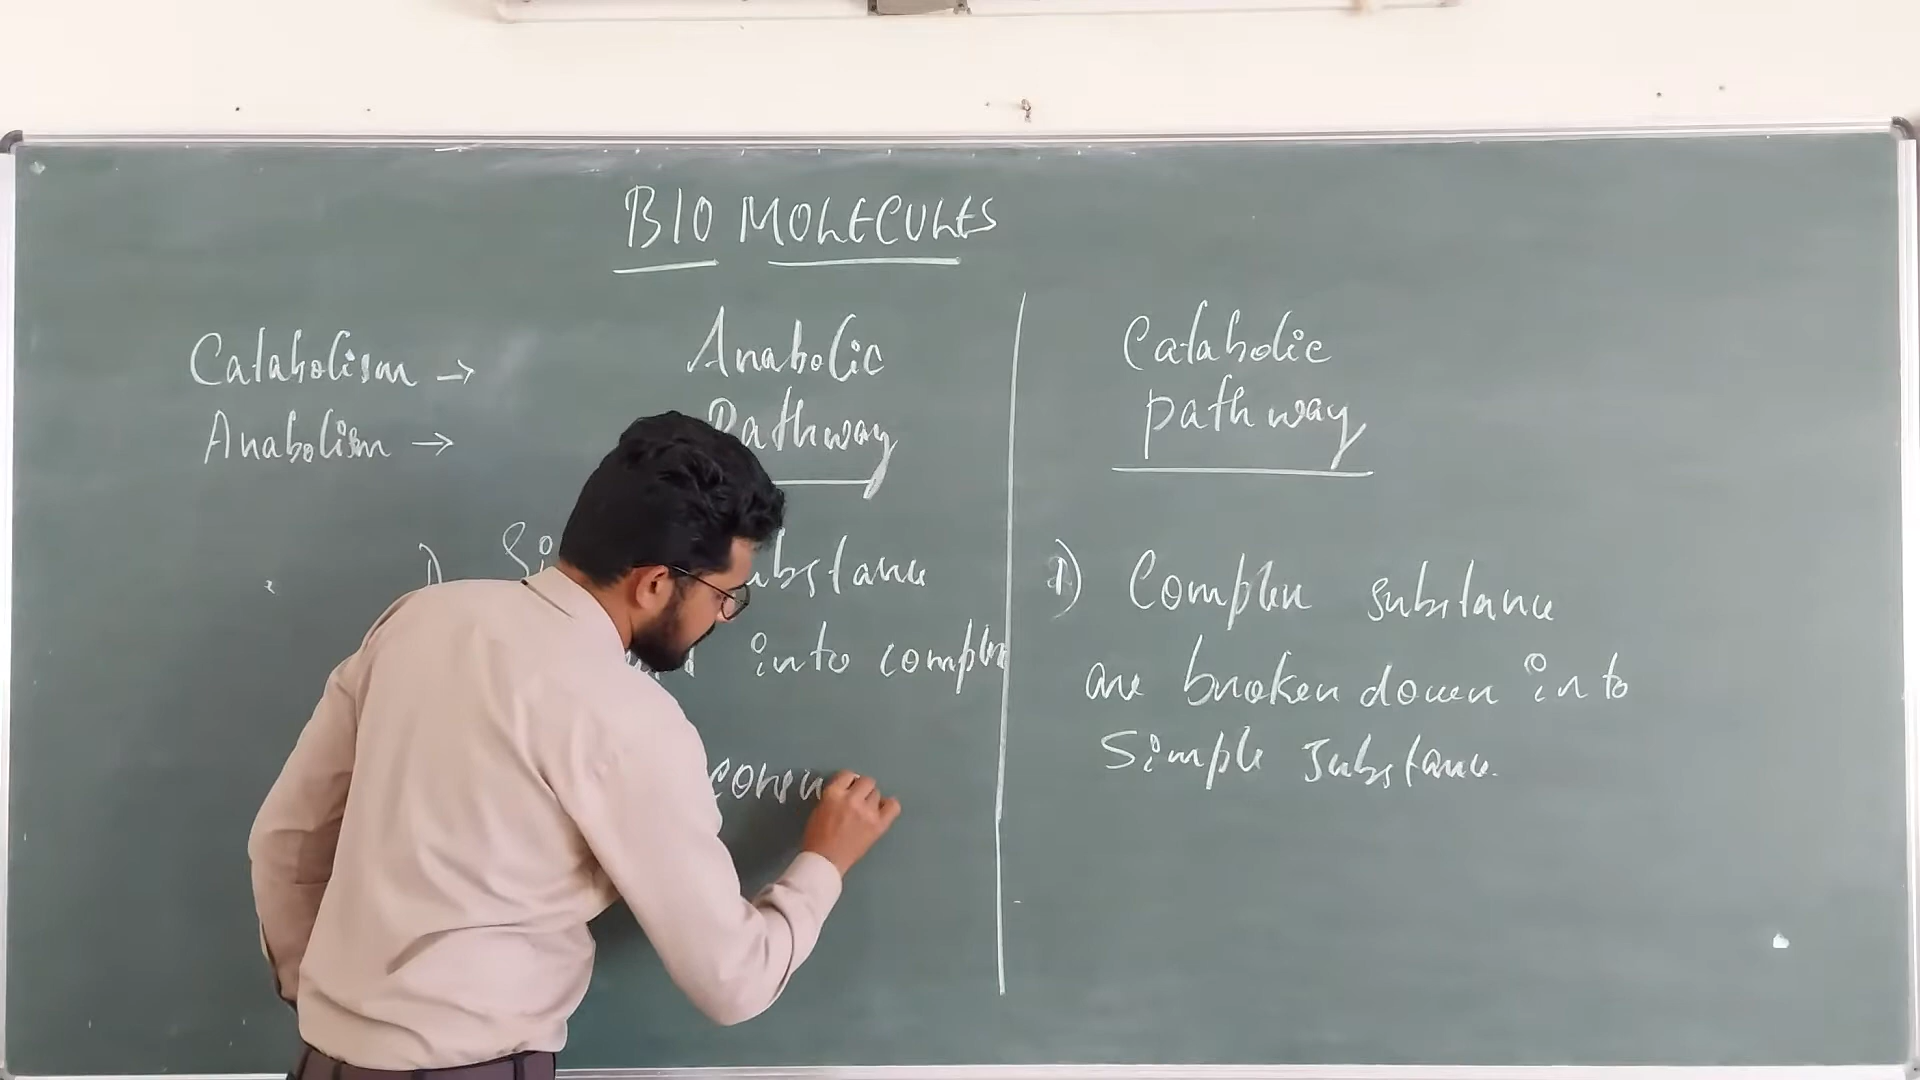 BIO MOLECULES
Catabolism →
Anabolism →
Anabolic
Pathway
1)
into complex
Catabolic
pathway
1) Complex substance
are broken down into
Simple substance.